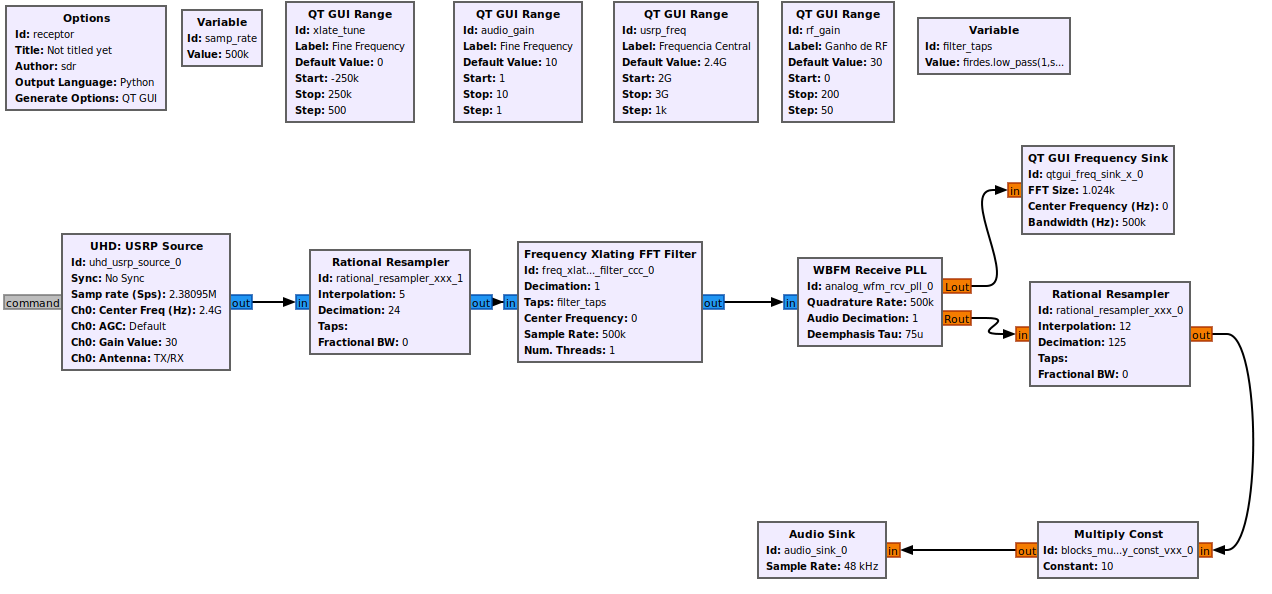 Options
Id: receptor
Title: Not titled yet
Author: sdr
Output Language: Python
Generate Options: QT GUI
Variable
Id: samp_rate
Value: 500k
QT GUI Range
Id: xlate_tune
Label: Fine Frequency
Default Value: 0
Start: -250k
Stop: 250k
Step: 500
QT GUI Range
Id: audio_gain
Label: Fine Frequency
Default Value: 10
Start: 1
Stop: 10
Step: 1
QT GUI Range
Id: usrp_freq
Label: Frequencia Central
Default Value: 2.4G
Start: 2G
Stop: 3G
Step: 1k
QT GUI Range
Id: rf_gain
Label: Ganho de RF
Default Value: 30
Start: 0
Stop: 200
Step: 50
Variable
Id: filter_taps
Value: firdes.low_pass(1,s...
QT GUI Frequency Sink
Id: qtgui_freq_sink_x_0
FFT Size: 1.024k
Center Frequency (Hz): 0
Bandwidth (Hz): 500k
in
UHD: USRP Source
Id: uhd_usrp_source_0
Sync: No Sync
Samp rate (Sps): 2.38095M
Ch0: Center Freq (Hz): 2.4G
Ch0: AGC: Default
Ch0: Gain Value: 30
Ch0: Antenna: TX/RX
command
out
Rational Resampler
Id: rational_resampler_xxx_1
Interpolation: 5
Decimation: 24
Taps:
Fractional BW: 0
in
out
Frequency Xlating FFT Filter
Id: freq_xlat..._filter_ccc_0
Decimation: 1
Taps: filter_taps
Center Frequency: 0
Sample Rate: 500k
Num. Threads: 1
in
out
WBFM Receive PLL
Id: analog_wfm_rcv_pll_0
Quadrature Rate: 500k
Audio Decimation: 1
Deemphasis Tau: 75u
in
Lout
Rout
Rational Resampler
Id: rational_resampler_xxx_0
Interpolation: 12
Decimation: 125
Taps:
Fractional BW: 0
in
out
Audio Sink
Id: audio_sink_0
Sample Rate: 48 kHz
in
Multiply Const
Id: blocks_mu...y_const_vxx_0
Constant: 10
out
in